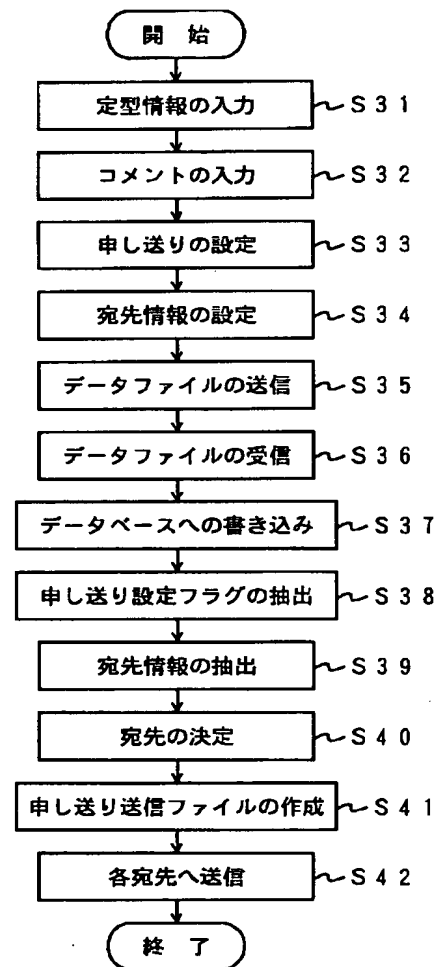 開 始
定型情報の入力 ～S31
コメントの入力 ～S32
申し送りの設定 ～S33
宛先情報の設定 ～S34
データファイルの送信 ～S35
データファイルの受信 ～S36
データベースへの書き込み ～S37
申し送り設定フラグの抽出 ～S38
宛先情報の抽出 ～S39
宛先の決定 ～S40
申し送り送信ファイルの作成 ～S41
各宛先へ送信 ～S42
終 了